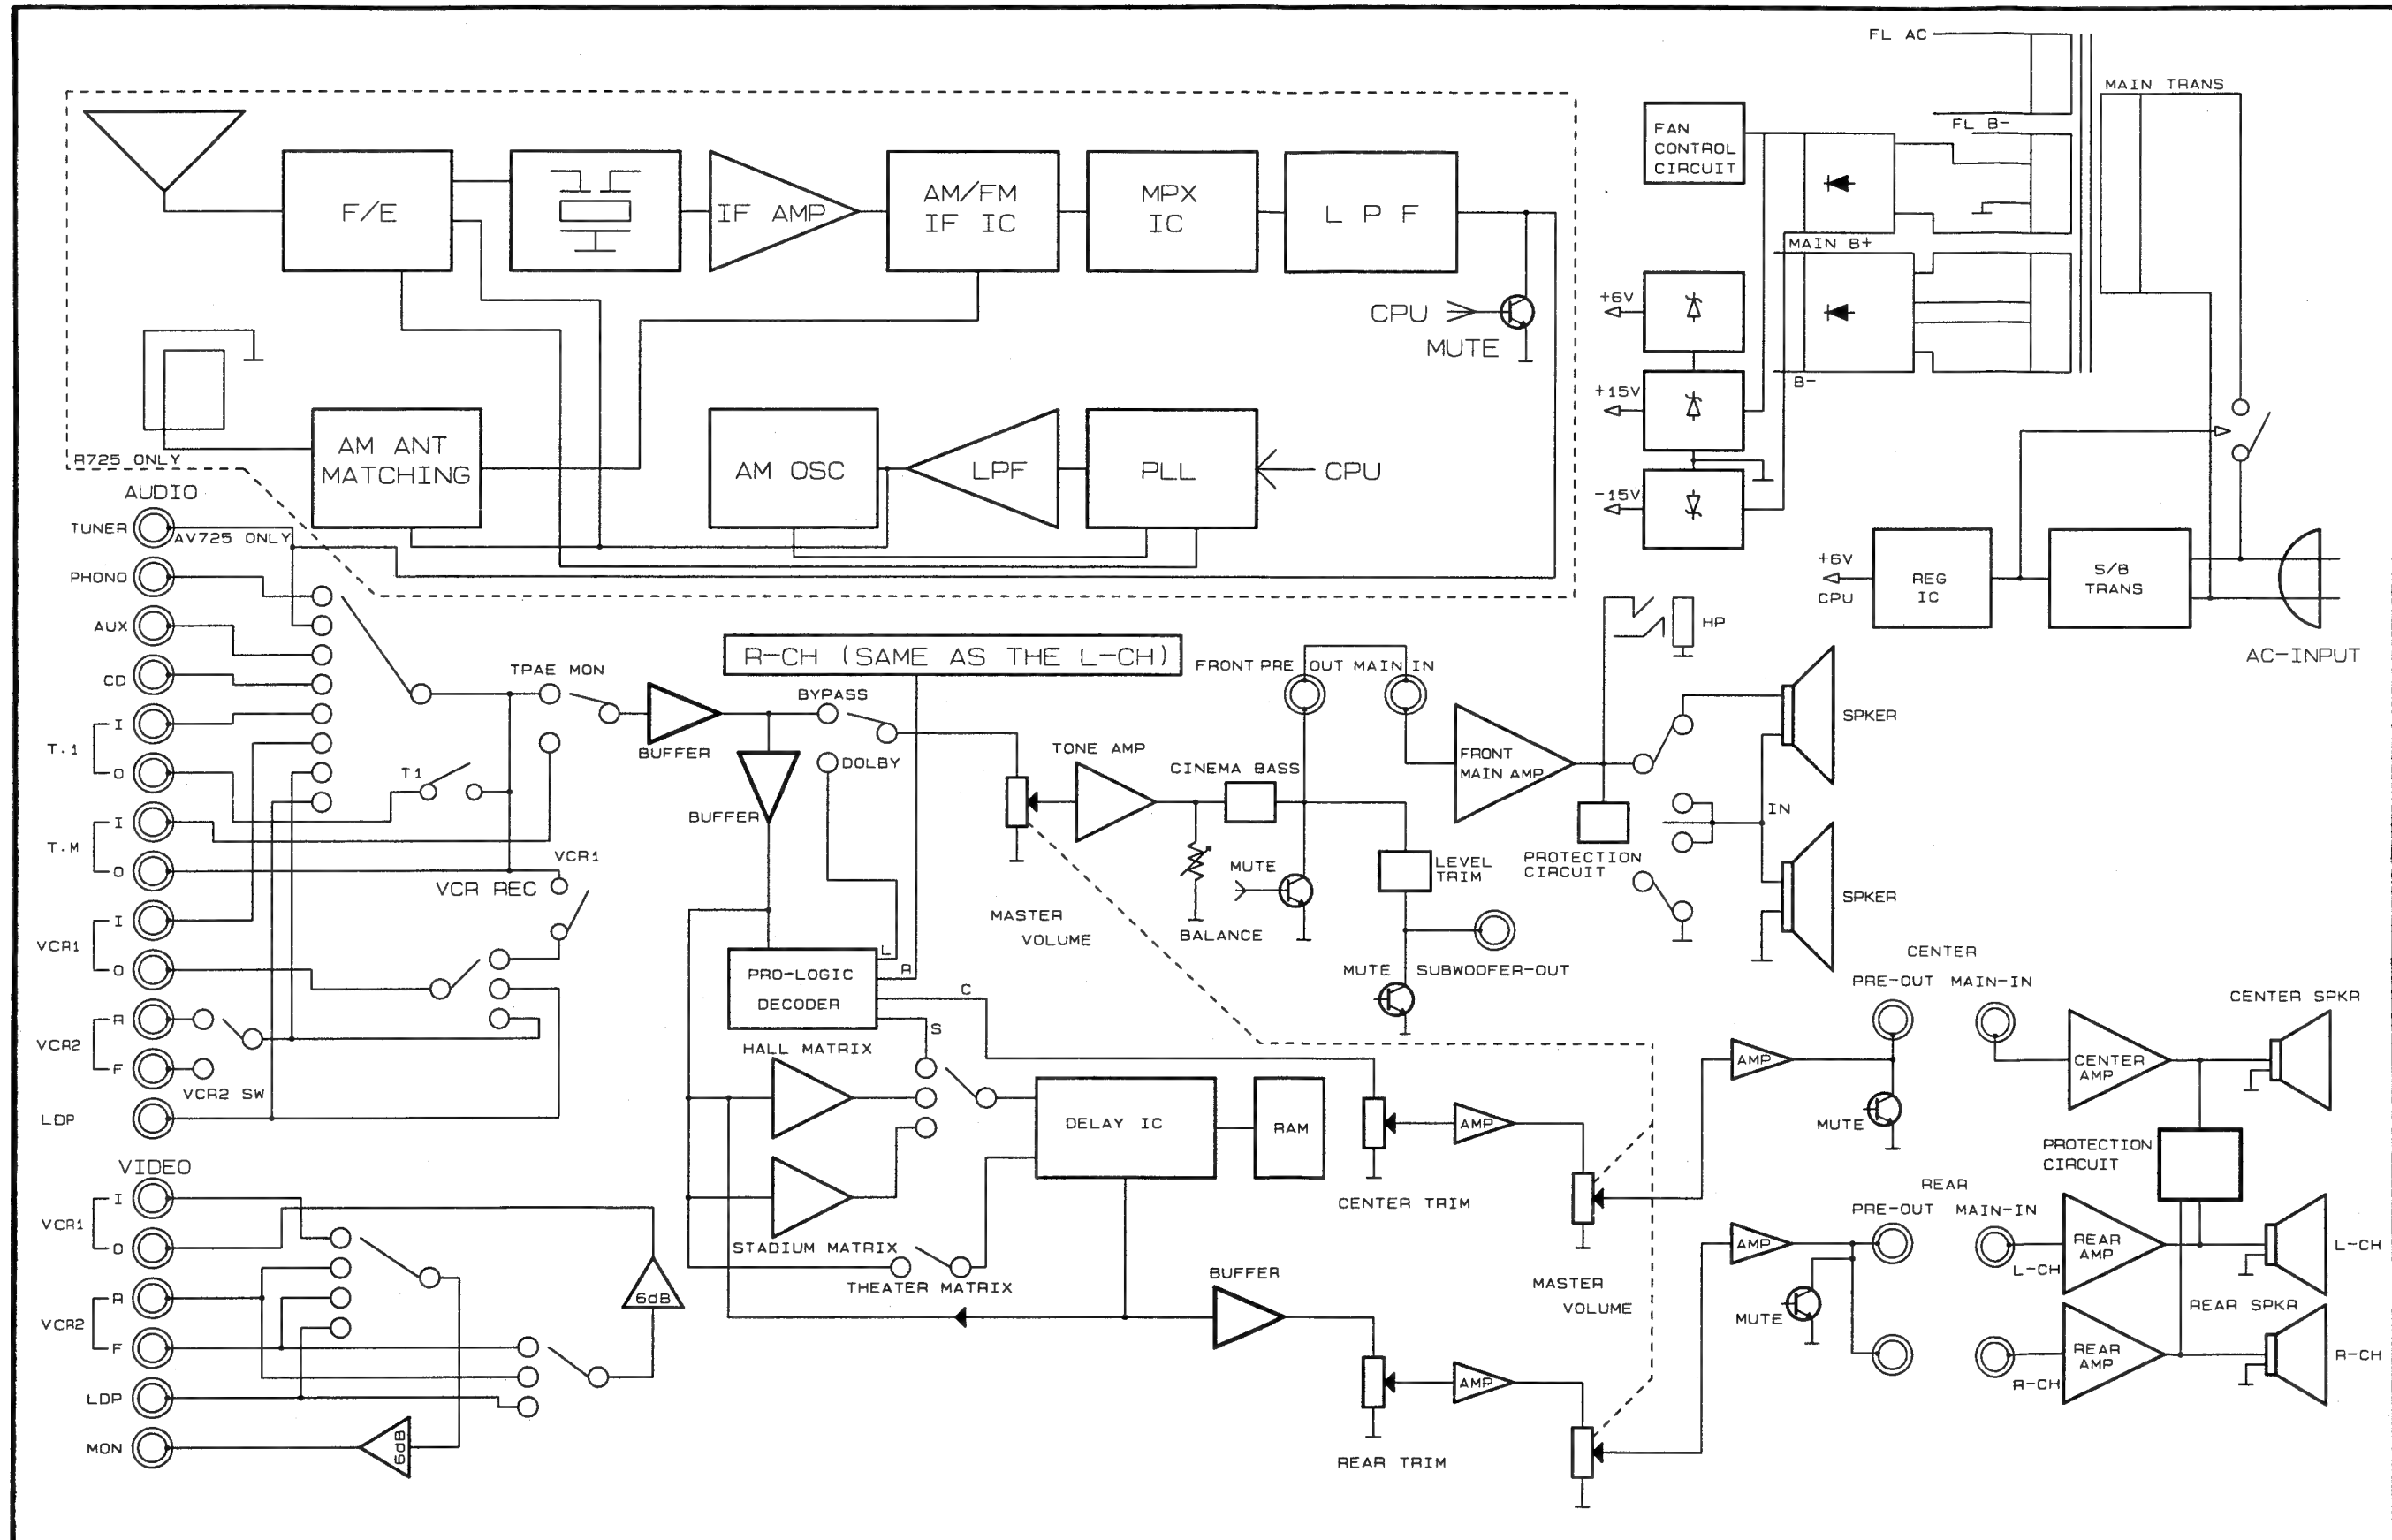 FL AC
MAIN TRANS
FL B-
FAN
CONTROL
CIRCUIT
F/E
IF AMP
AM/FM
IF IC
MPX
IC
L P F
MAIN B+
B-
CPU
MUTE
+6V
+15V
-15V
AM ANT
MATCHING
AM OSC
LPF
PLL
CPU
R725 ONLY
+6V
CPU
REG
IC
S/B
TRANS
AC-INPUT
AUDIO
TUNER
AV725 ONLY
PHONO
AUX
CD
T.1
I
O
T.M
I
O
VCR1
I
O
VCR2
R
F
LDP
T1
TPAE MON
VCR REC
VCR1
VCR2 SW
BUFFER
BUFFER
R-CH (SAME AS THE L-CH)
BYPASS
DOLBY
TONE AMP
CINEMA BASS
FRONT PRE OUT MAIN IN
HP
FRONT
MAIN AMP
SPKER
IN
SPKER
PROTECTION
CIRCUIT
MUTE
LEVEL
TRIM
BALANCE
MASTER
VOLUME
MUTE
SUBWOOFER-OUT
PRO-LOGIC
DECODER
L
R
C
S
HALL MATRIX
STADIUM MATRIX
THEATER MATRIX
DELAY IC
RAM
AMP
CENTER TRIM
BUFFER
AMP
REAR TRIM
MASTER
VOLUME
CENTER
PRE-OUT
MAIN-IN
CENTER SPKR
AMP
MUTE
CENTER
AMP
PROTECTION
CIRCUIT
REAR
PRE-OUT
MAIN-IN
AMP
MUTE
REAR
AMP
L-CH
L-CH
REAR SPKR
REAR
AMP
R-CH
R-CH
VIDEO
VCR1
I
O
VCR2
R
F
LDP
MON
6dB
6dB